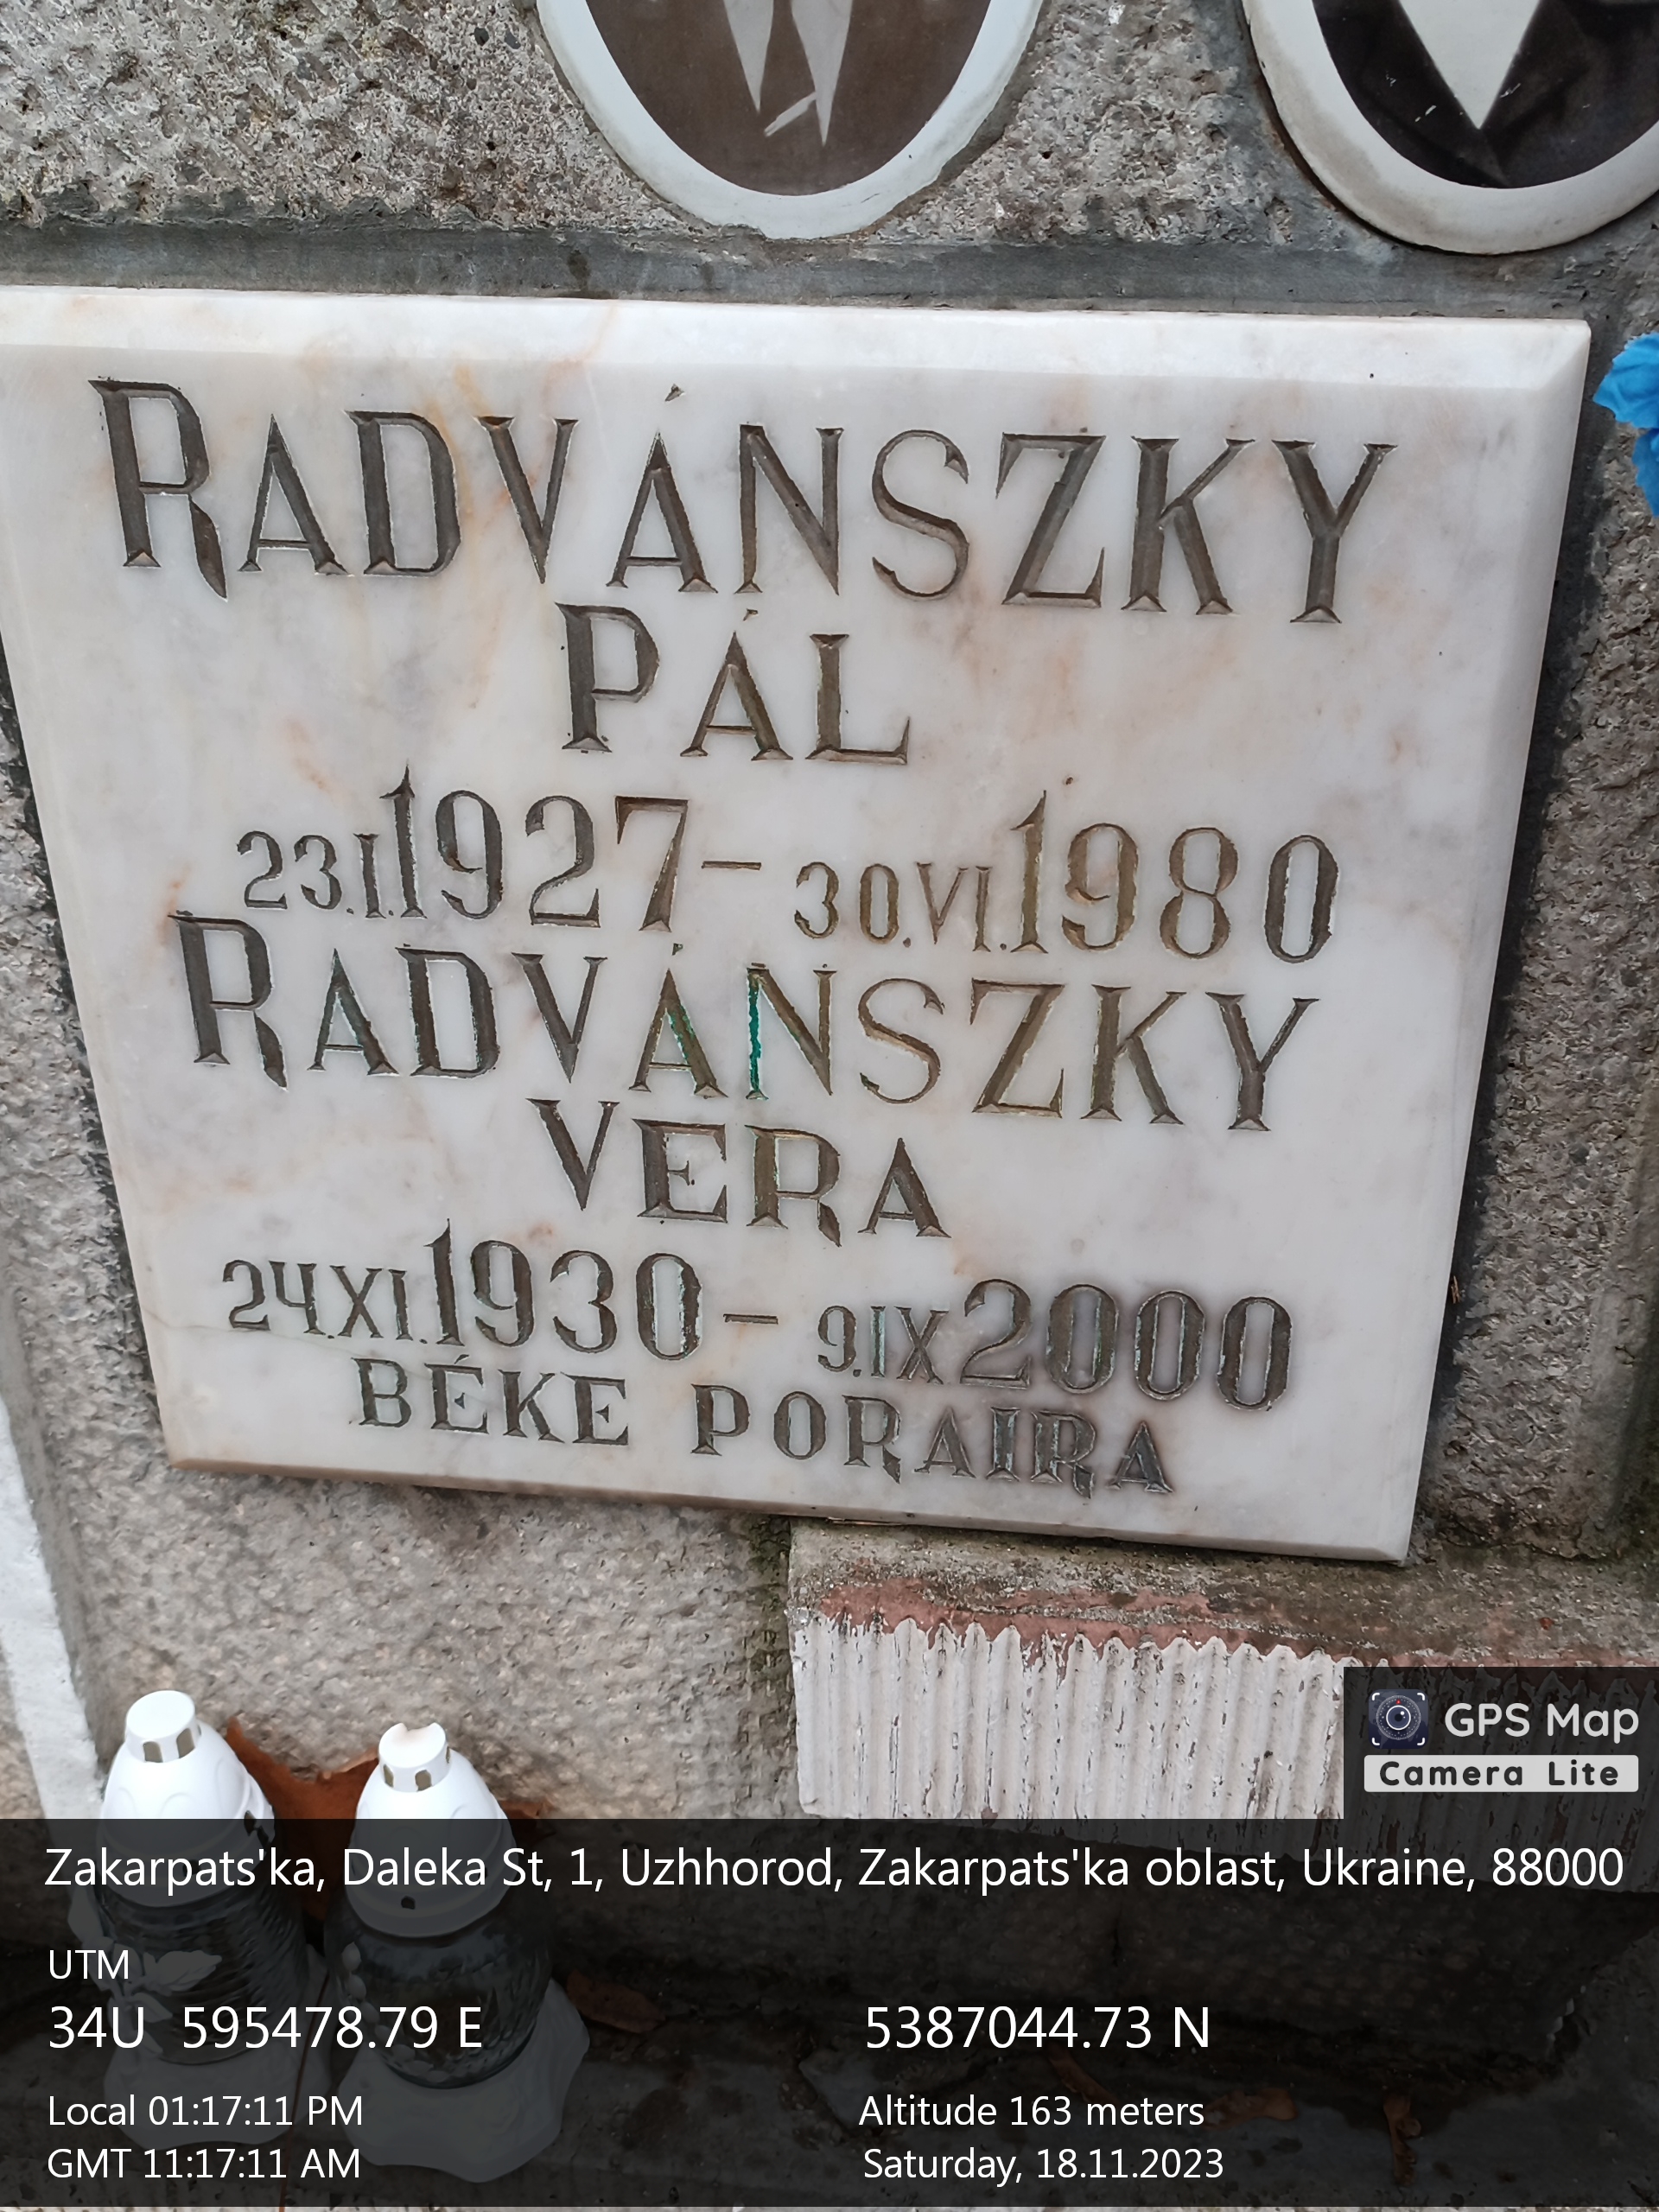 RADVÁNSZKY
PÁL
23.I.1927 – 30.VI.1980
RADVÁNSZKY
VERA
24.XI.1930 – 9.IX 2000
BÉKE PORAIRA
GPS Map
Camera Lite
Zakarpats'ka, Daleka St, 1, Uzhhorod, Zakarpats'ka oblast, Ukraine, 88000
UTM
34U 595478.79 E 5387044.73 N
Local 01:17:11 PM Altitude 163 meters
GMT 11:17:11 AM Saturday, 18.11.2023